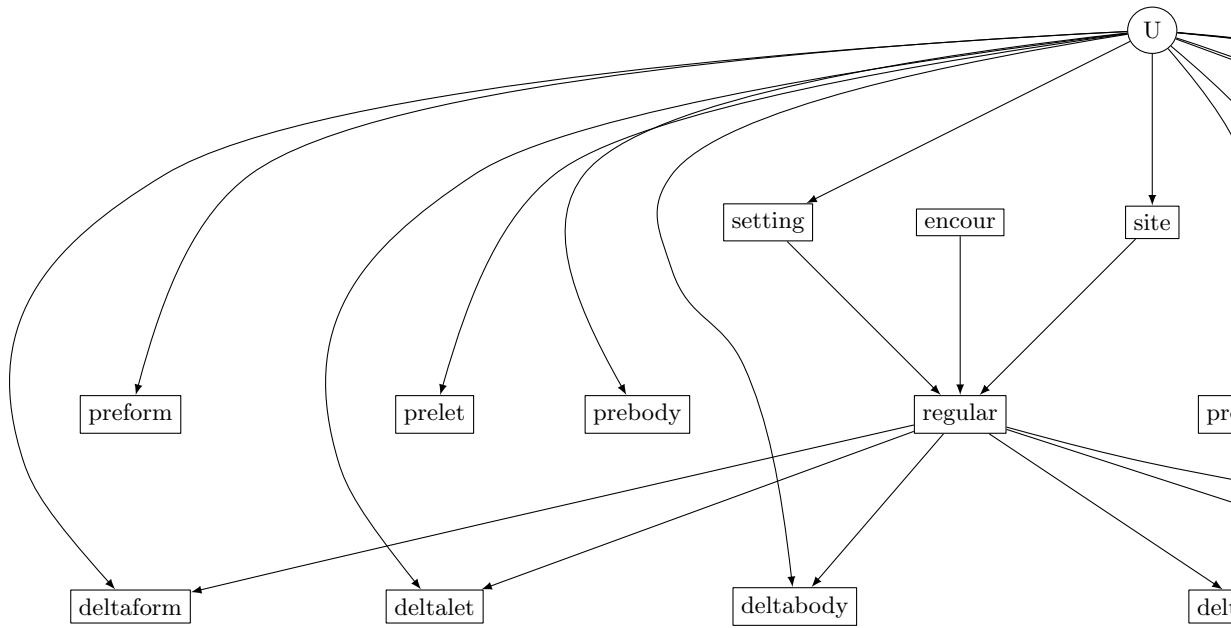 U
setting
encour
site
preform
prelet
prebody
regular
deltaform
deltalet
deltabody